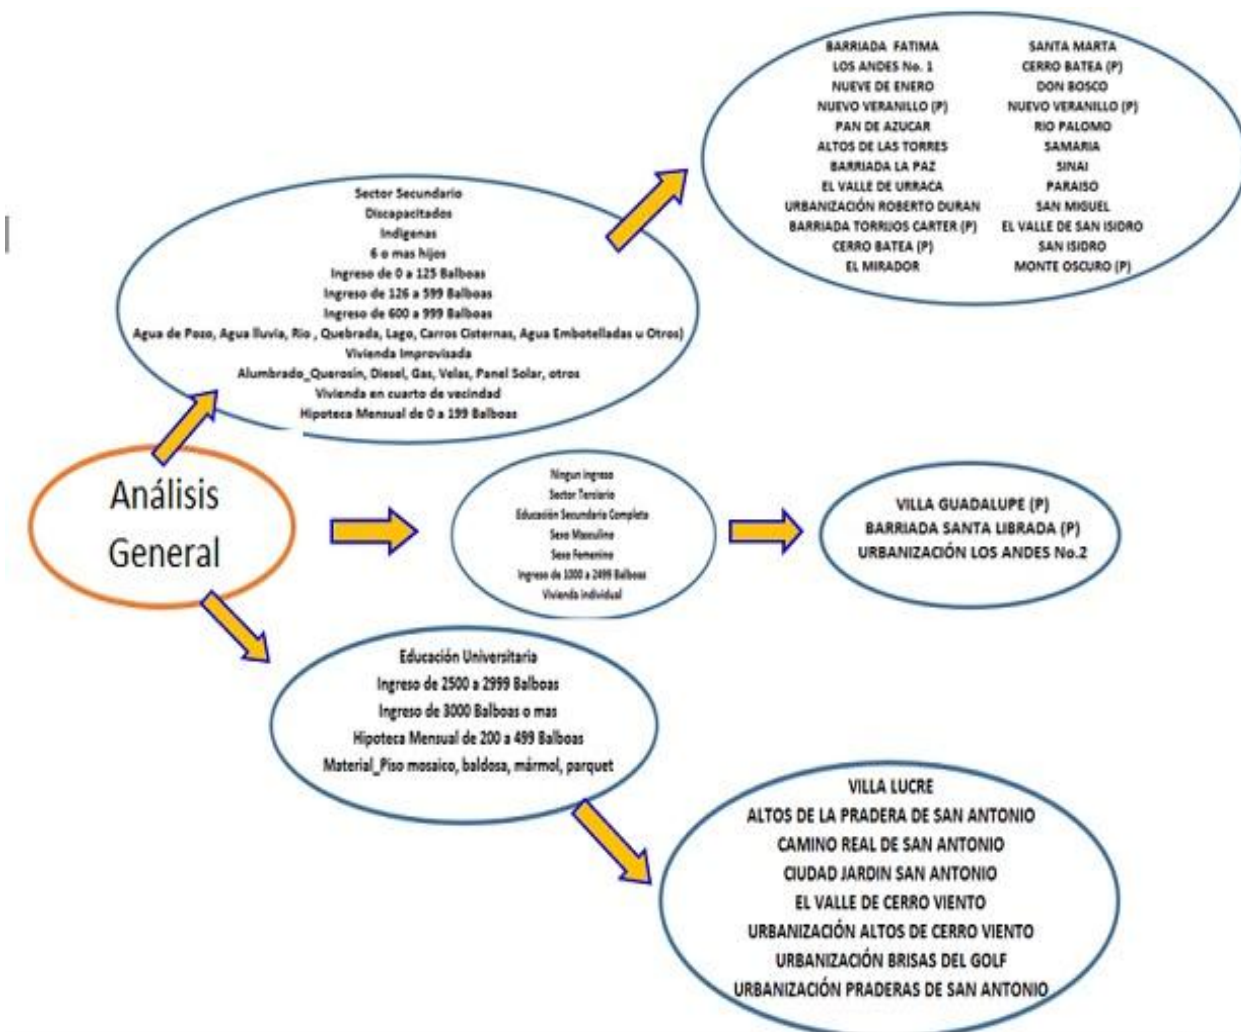 BARRIADA FATIMA
LOS ANDES No. 1
NUEVE DE ENERO
NUEVO VERANILLO (P)
PAN DE AZUCAR
ALTOS DE LAS TORRES
BARRIADA LA PAZ
EL VALLE DE URRACA
URBANIZACIÓN ROBERTO DURAN
BARRIADA TORRIJOS CARTER (P)
CERRO BATEA (P)
EL MIRADOR
SANTA MARTA
CERRO BATEA (P)
DON BOSCO
NUEVO VERANILLO (P)
RIO PALOMO
SAMARIA
SINAI
PARAISO
SAN MIGUEL
EL VALLE DE SAN ISIDRO
SAN ISIDRO
MONTE OSCURO (P)
Sector Secundario
Discapacitados
Indigenas
6 o mas hijos
Ingreso de 0 a 125 Balboas
Ingreso de 126 a 599 Balboas
Ingreso de 600 a 999 Balboas
Agua de Pozo, Agua lluvia, Rio , Quebrada, Lago, Carros Cisternas, Agua Embotelladas u Otros)
Vivienda Improvisada
Alumbrado_Querosín, Diesel, Gas, Velas, Panel Solar, otros
Vivienda en cuarto de vecindad
Hipoteca Mensual de 0 a 199 Balboas
Análisis
General
Ningun ingreso
Sector Terciario
Educación Secundaria Completa
Sexo Masculino
Sexo Femenino
Ingreso de 1000 a 2499 Balboas
Vivienda individual
VILLA GUADALUPE (P)
BARRIADA SANTA LIBRADA (P)
URBANIZACIÓN LOS ANDES No.2
Educación Universitaria
Ingreso de 2500 a 2999 Balboas
Ingreso de 3000 Balboas o mas
Hipoteca Mensual de 200 a 499 Balboas
Material_Piso mosaico, baldosa, mármol, parquet
VILLA LUCRE
ALTOS DE LA PRADERA DE SAN ANTONIO
CAMINO REAL DE SAN ANTONIO
CIUDAD JARDIN SAN ANTONIO
EL VALLE DE CERRO VIENTO
URBANIZACIÓN ALTOS DE CERRO VIENTO
URBANIZACIÓN BRISAS DEL GOLF
URBANIZACIÓN PRADERAS DE SAN ANTONIO